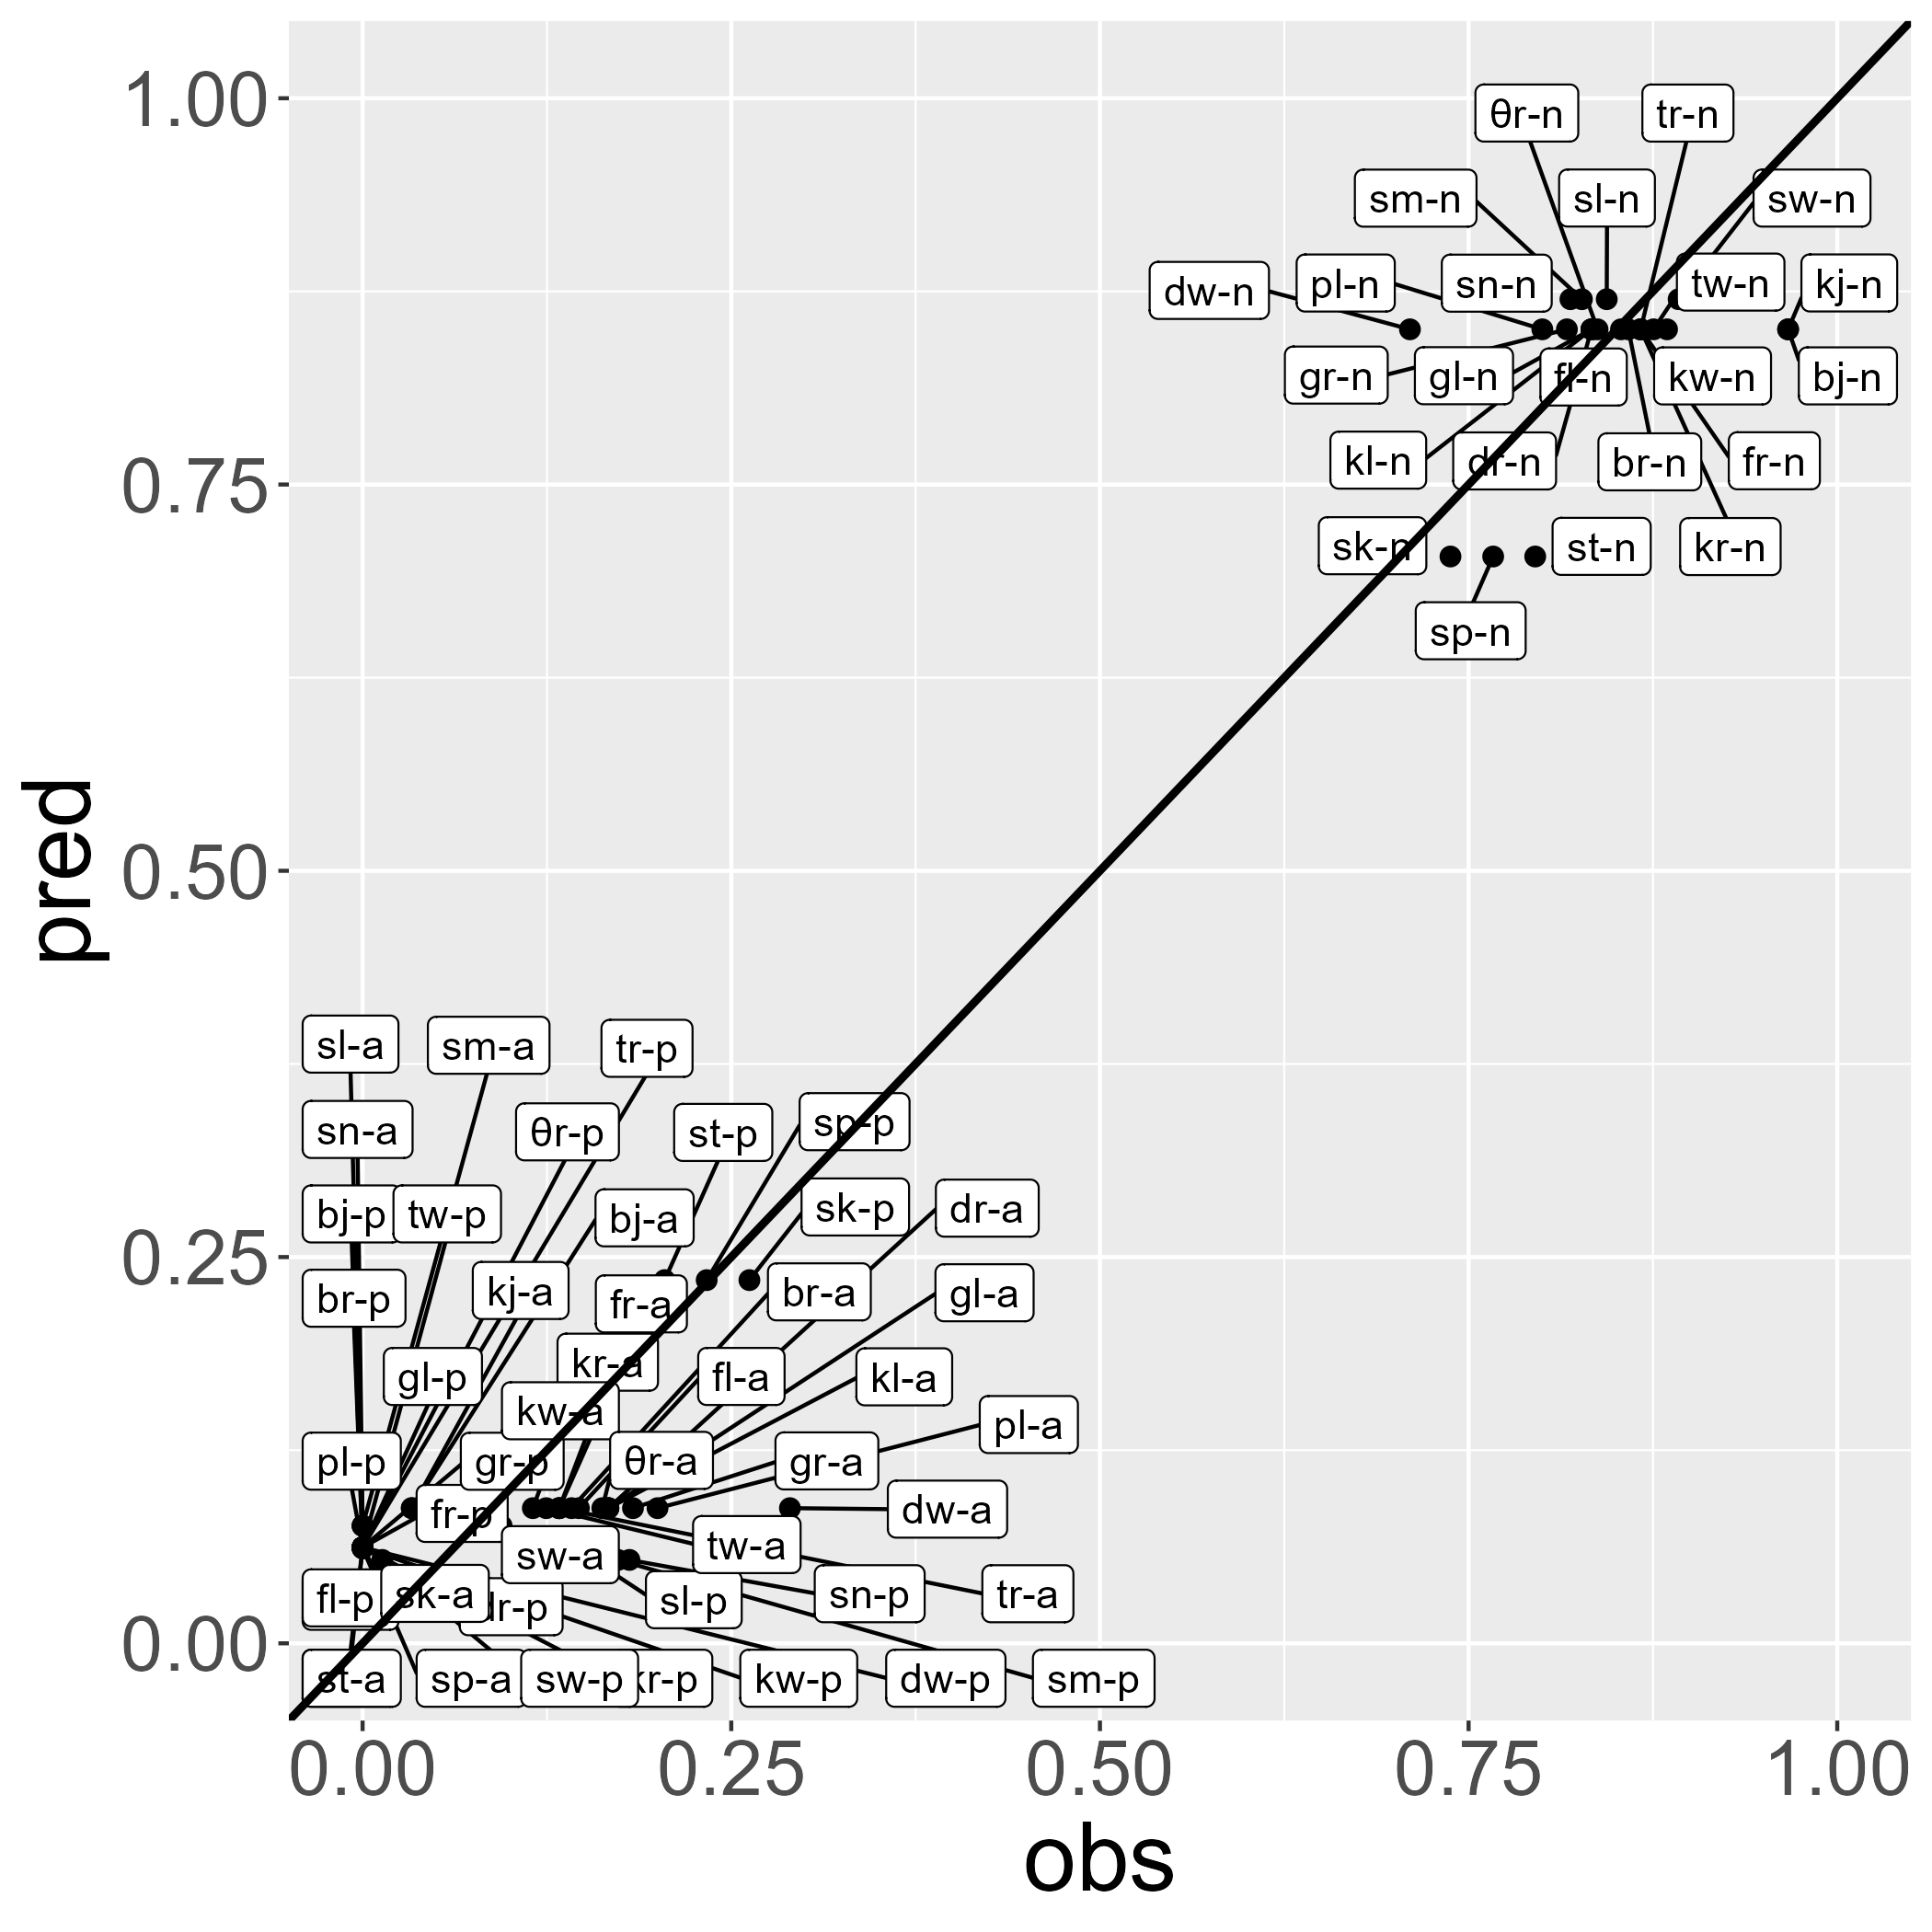 1.00
0.75
0.50
0.25
0.00
pred
θr-n
tr-n
sm-n
sl-n
sw-n
dw-n
pl-n
sn-n
tw-n
kj-n
gr-n
gl-n
fl-n
kw-n
bj-n
kl-n
dr-n
br-n
fr-n
sk-n
st-n
kr-n
sp-n
sl-a
sm-a
tr-p
sn-a
θr-p
st-p
sp-p
bj-p
tw-p
bj-a
sk-p
dr-a
br-p
kj-a
fr-a
br-a
gl-a
kr-a
gl-p
fl-a
kl-a
kw-a
pl-a
pl-p
gr-p
θr-a
gr-a
fr-p
dw-a
sw-a
tw-a
fl-p
sk-a
dr-p
sl-p
sn-p
tr-a
st-a
sp-a
sw-p
kr-p
kw-p
dw-p
sm-p
0.00
0.25
0.50
0.75
1.00
obs